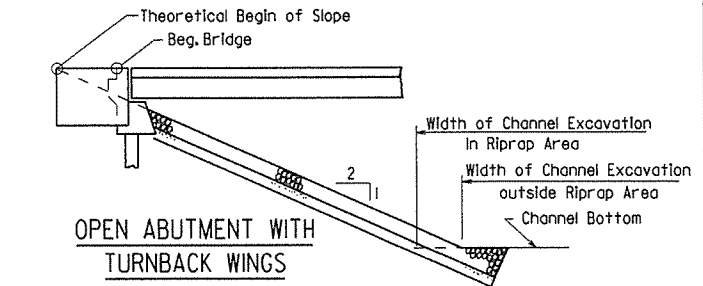 Theoretical Begin of Slope
Beg. Bridge
Width of Channel Excavation
in Riprap Area
Width of Channel Excavation
outside Riprap Area
Channel Bottom
2
1
OPEN ABUTMENT WITH
TURNBACK WINGS